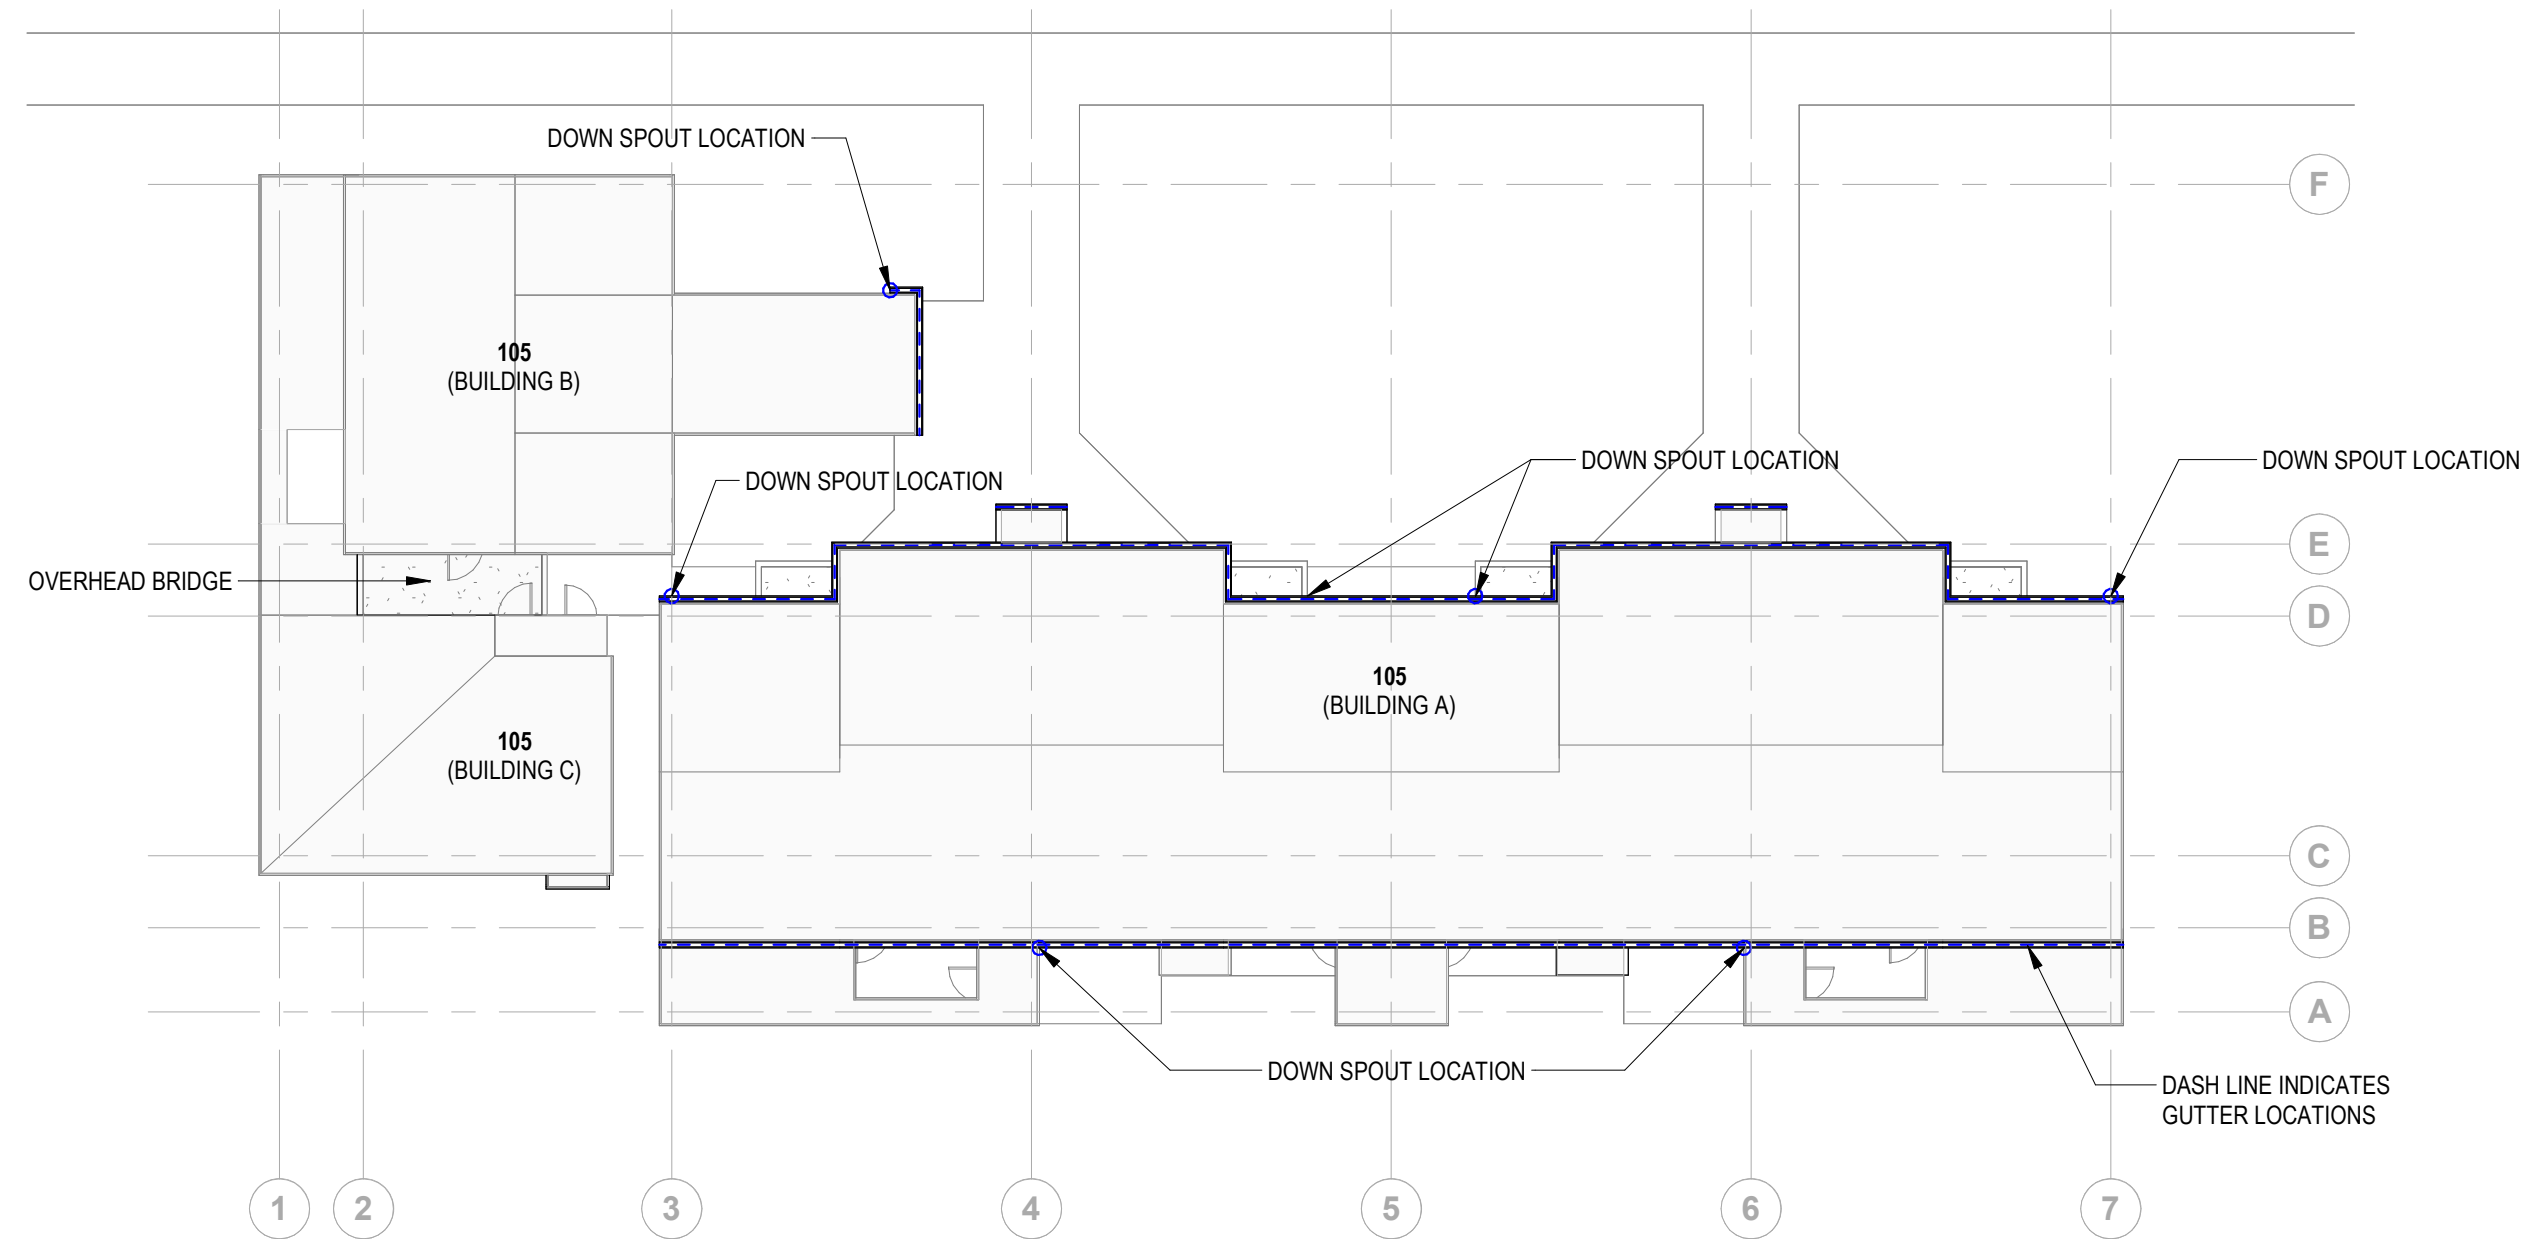 DOWN SPOUT LOCATION
F
105
(BUILDING B)
DOWN SPOUT LOCATION
DOWN SPOUT LOCATION
DOWN SPOUT LOCATION
E
OVERHEAD BRIDGE
D
105
(BUILDING A)
105
(BUILDING C)
C
B
A
DOWN SPOUT LOCATION
DASH LINE INDICATES
GUTTER LOCATIONS
1
2
3
4
5
6
7